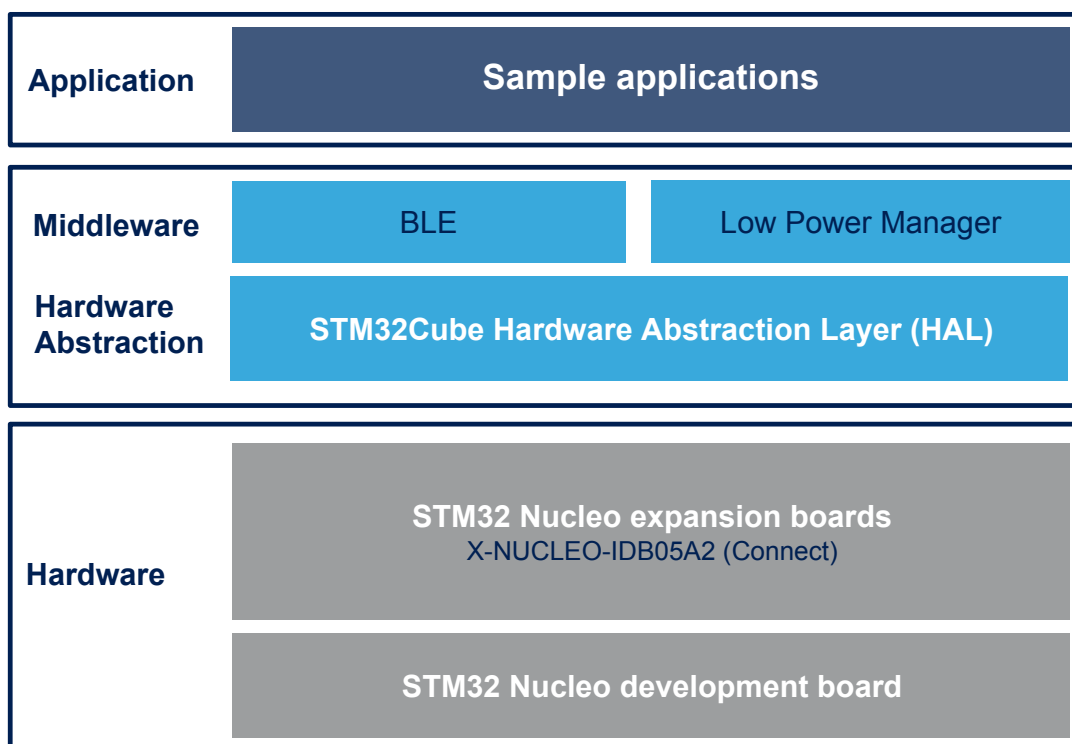 Application
Sample applications
Middleware
BLE
Low Power Manager
Hardware
Abstraction
STM32Cube Hardware Abstraction Layer (HAL)
Hardware
STM32 Nucleo expansion boards
X-NUCLEO-IDB05A2 (Connect)
STM32 Nucleo development board